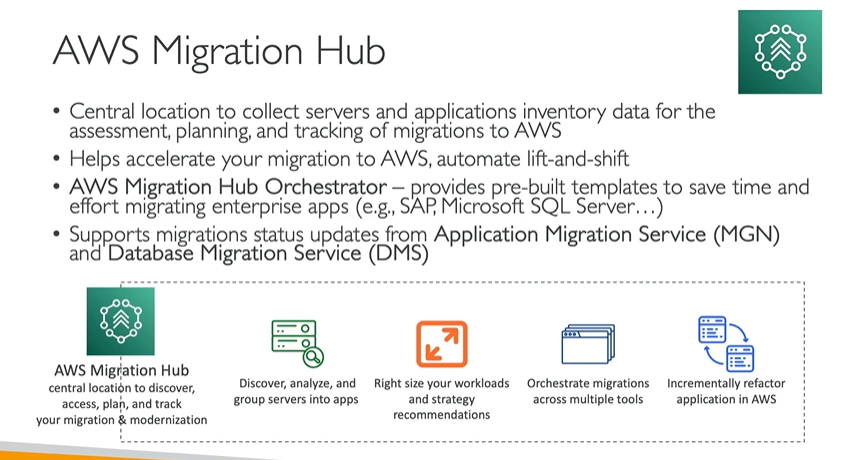 AWS Migration Hub
• Central location to collect servers and applications inventory data for the
assessment, planning, and tracking of migrations to AWS
• Helps accelerate your migration to AWS, automate lift-and-shift
• AWS Migration Hub Orchestrator – provides pre-built templates to save time and
effort migrating enterprise apps (e.g., SAP, Microsoft SQL Server…)
• Supports migrations status updates from Application Migration Service (MGN)
and Database Migration Service (DMS)
AWS Migration Hub
central location to discover,
access, plan, and track
your migration & modernization
Discover, analyze, and
group servers into apps
Right size your workloads
and strategy
recommendations
Orchestrate migrations
across multiple tools
Incrementally refactor
application in AWS